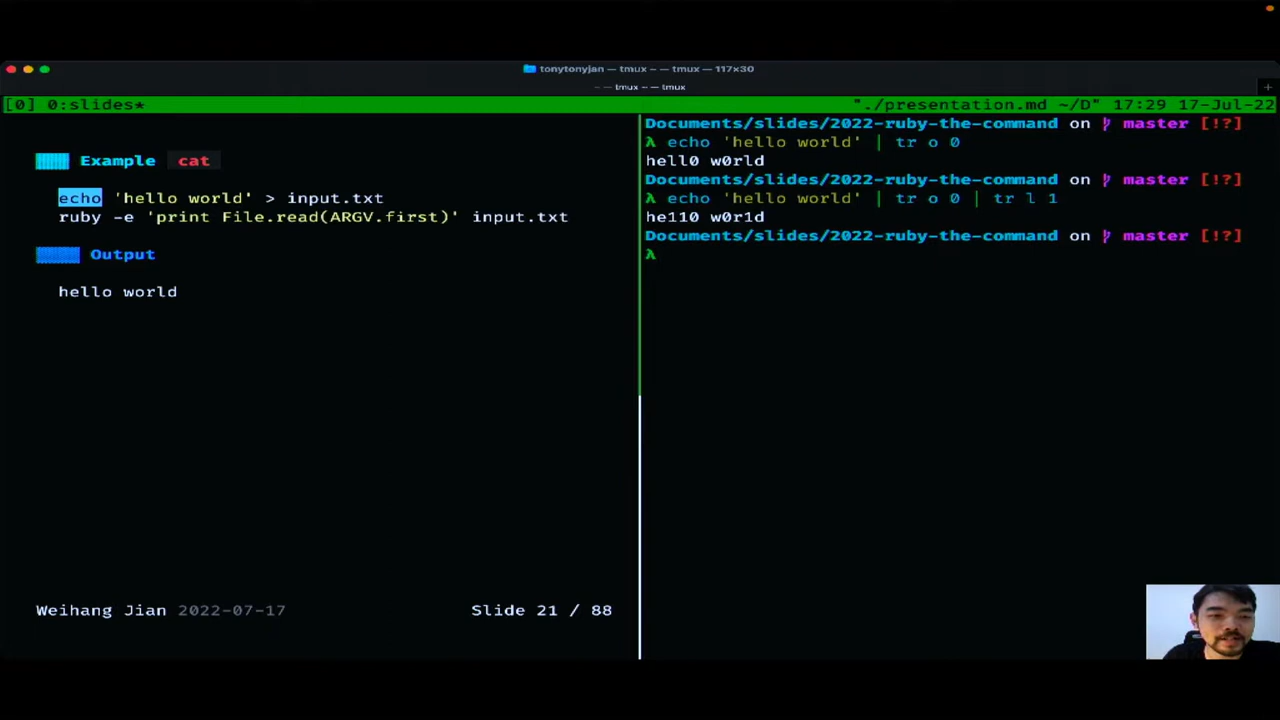 tonytonyjan — tmux - — tmux — 117×30
~ — tmux - — tmux
[0] 0:slides*
"./presentation.md ~/D" 17:29 17-Jul-22
Example cat
echo 'hello world' > input.txt
ruby -e 'print File.read(ARGV.first)' input.txt
Output
hello world
Weihang Jian 2022-07-17
Slide 21 / 88
Documents/slides/2022-ruby-the-command on master [!?]
λ echo 'hello world' | tr o 0
hell0 w0rld
Documents/slides/2022-ruby-the-command on master [!?]
λ echo 'hello world' | tr o 0 | tr l 1
he110 w0r1d
Documents/slides/2022-ruby-the-command on master [!?]
λ